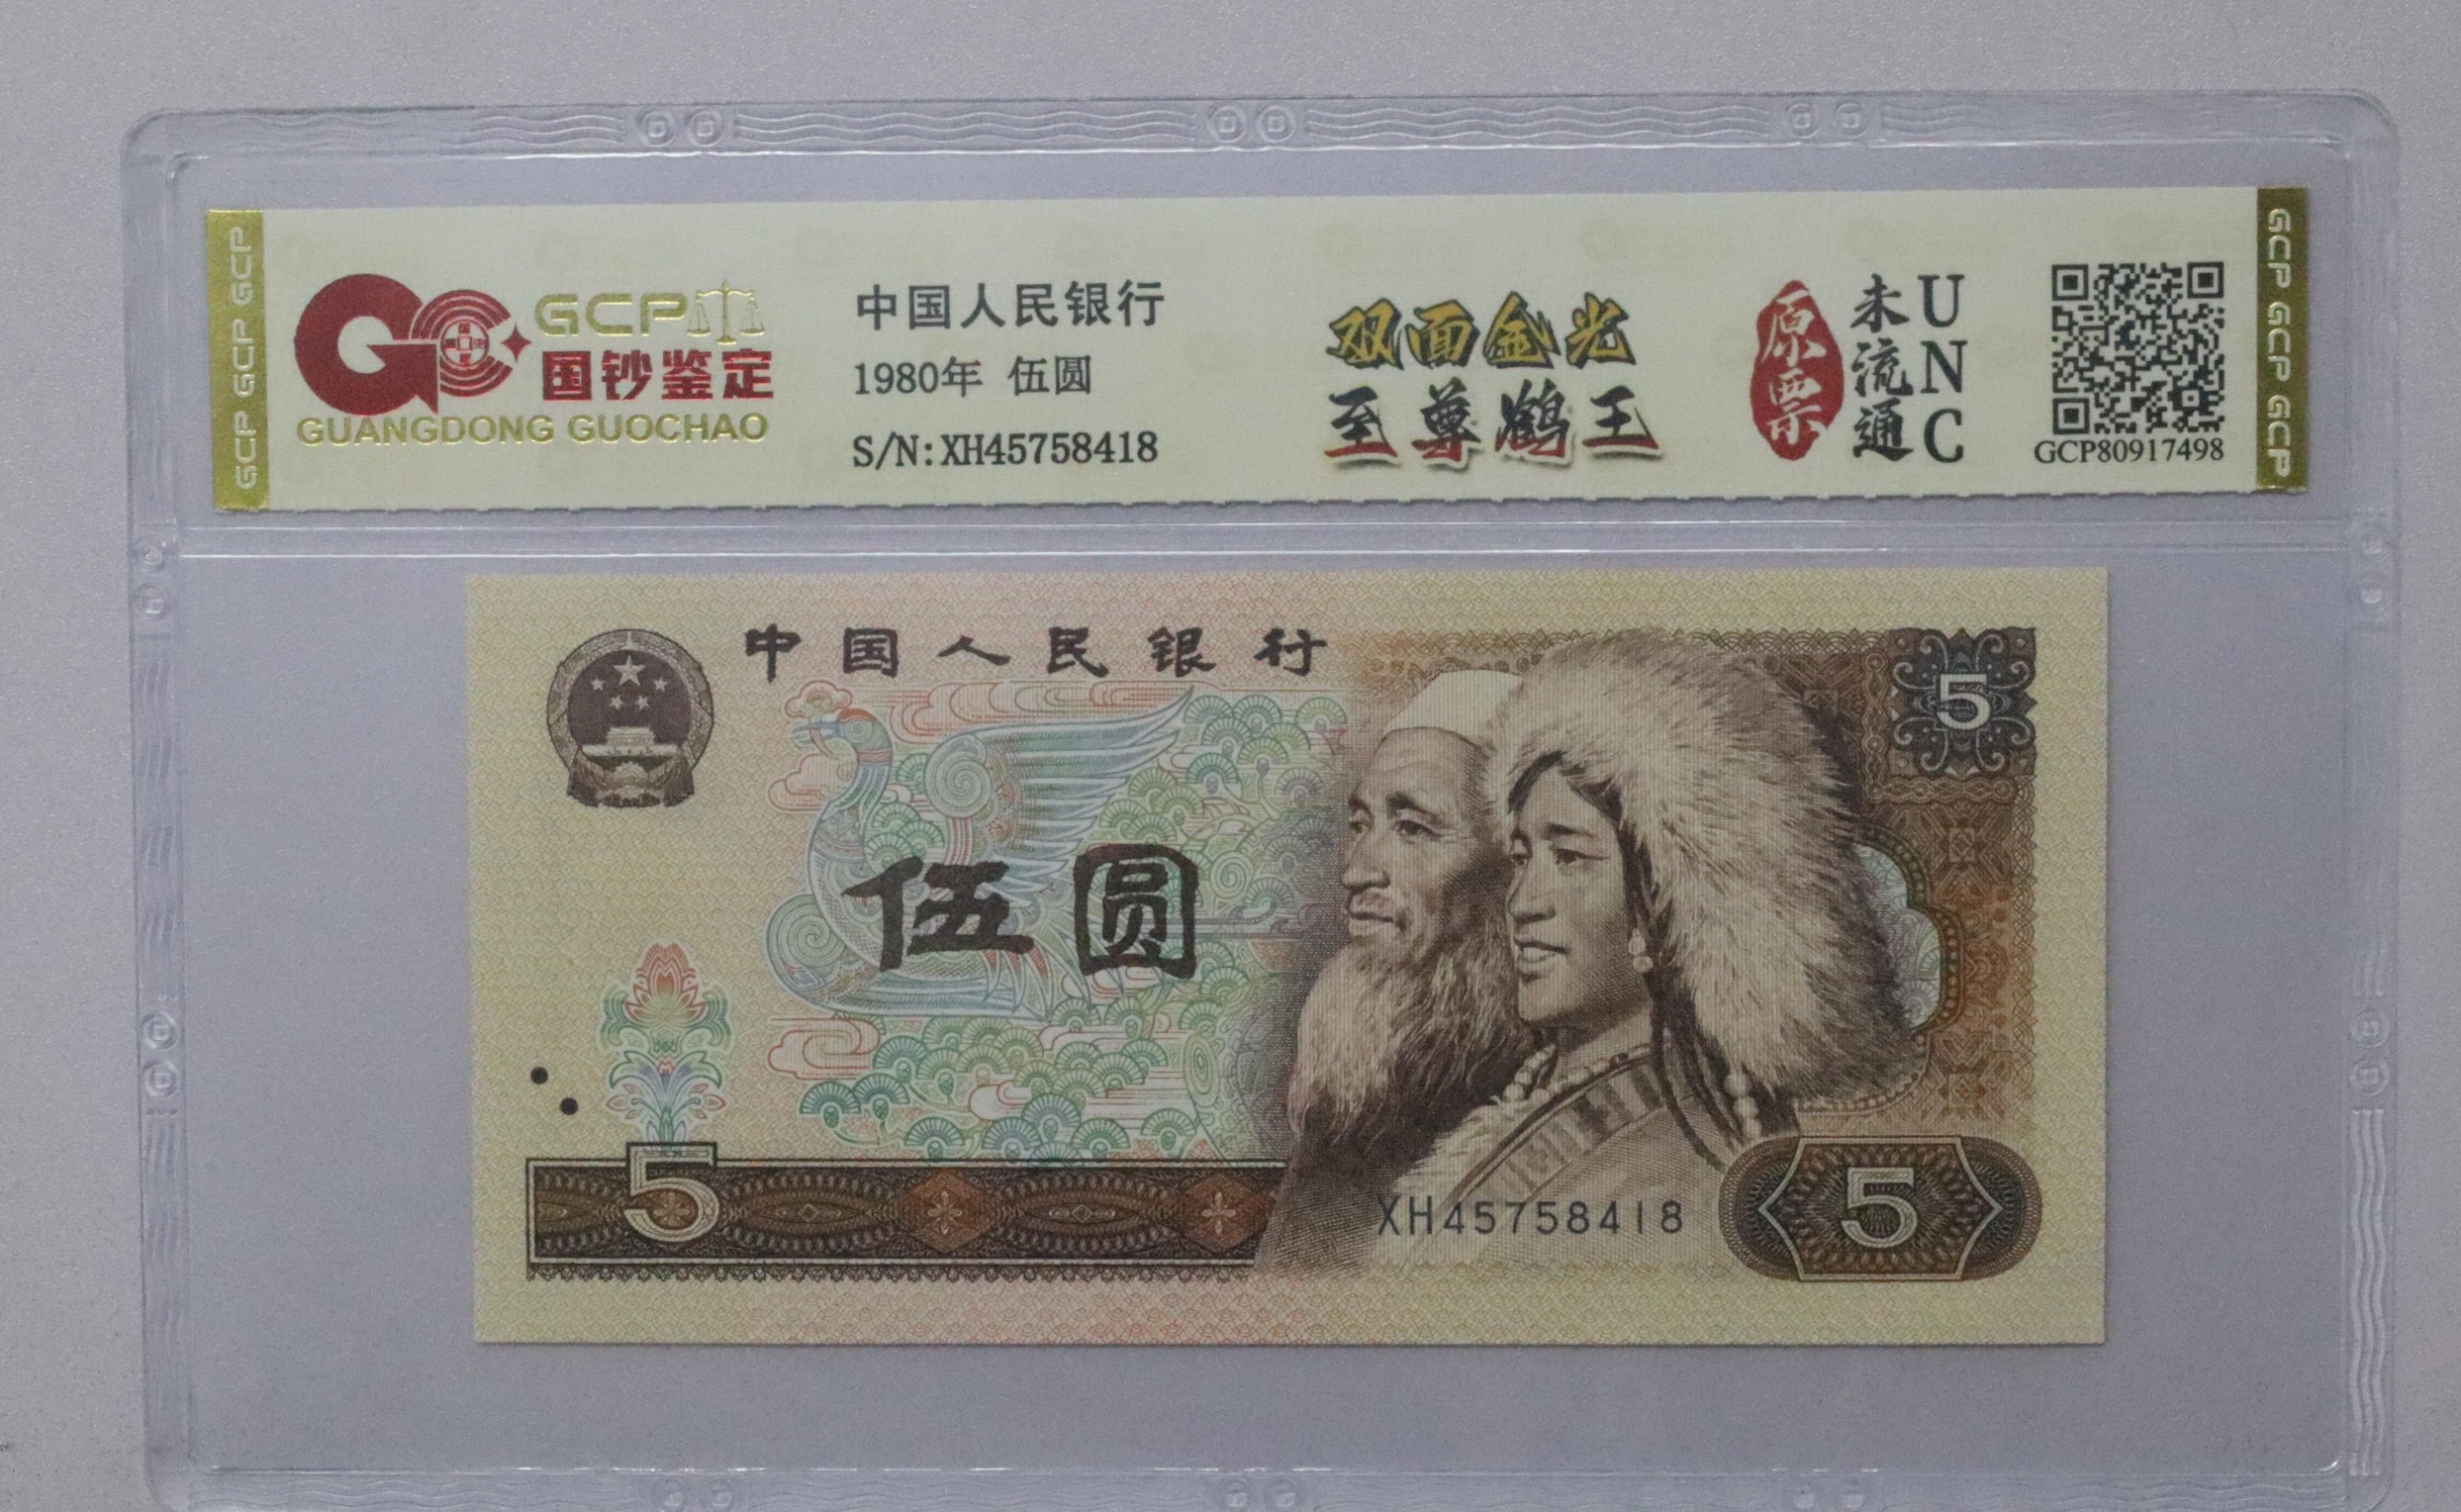 GCP GCP GCP
GCP
国钞鉴定
GUANGDONG GUOCHAO
中国人民银行
1980年 伍圆
S/N:XH45758418
双面金光
至尊鹤王
原票
未流通
UNC
GCP80917498
GCP GCP GCP
中国人民银行
5
伍圆
5
XH45758418
5